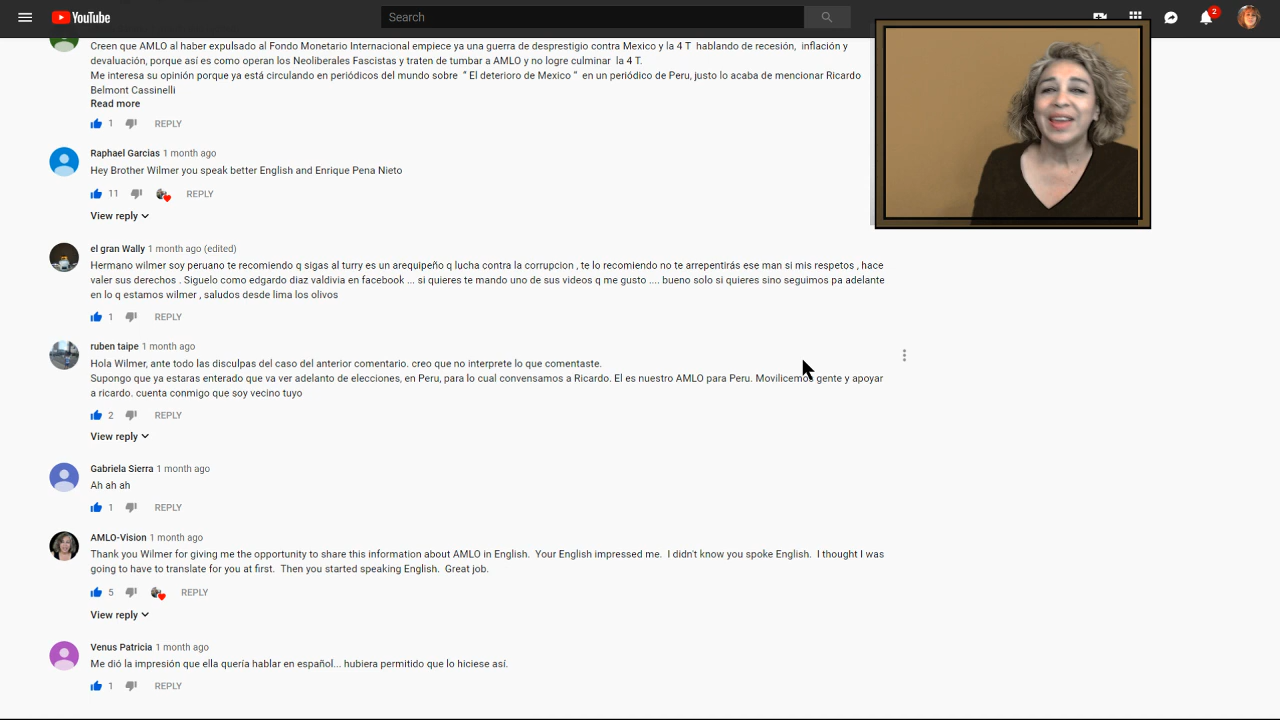 YouTube
Search
2
Creen que AMLO al haber expulsado al Fondo Monetario Internacional empiece ya una guerra de desprestigio contra Mexico y la 4 T hablando de recesión, inflación y
devaluación, porque así es como operan los Neoliberales Fascistas y traten de tumbar a AMLO y no logre culminar la 4 T.
Me interesa su opinión porque ya está circulando en periódicos del mundo sobre " El deterioro de Mexico " en un periódico de Peru, justo lo acaba de mencionar Ricardo
Belmont Cassinelli
Read more
1 REPLY
Raphael Garcias 1 month ago
Hey Brother Wilmer you speak better English and Enrique Pena Nieto
11 REPLY
View reply
el gran Wally 1 month ago (edited)
Hermano wilmer soy peruano te recomiendo q sigas al turry es un arequipeño q lucha contra la corrupcion , te lo recomiendo no te arrepentirás ese man si mis respetos , hace
valer sus derechos . Siguelo como edgardo diaz valdivia en facebook ... si quieres te mando uno de sus videos q me gusto .... bueno solo si quieres sino seguimos pa adelante
en lo q estamos wilmer , saludos desde lima los olivos
1 REPLY
ruben taipe 1 month ago
Hola Wilmer, ante todo las disculpas del caso del anterior comentario. creo que no interprete lo que comentaste.
Supongo que ya estaras enterado que va ver adelanto de elecciones, en Peru, para lo cual convensamos a Ricardo. El es nuestro AMLO para Peru. Movilicemos gente y apoyar
a ricardo. cuenta conmigo que soy vecino tuyo
2 REPLY
View reply
Gabriela Sierra 1 month ago
Ah ah ah
1 REPLY
AMLO-Vision 1 month ago
Thank you Wilmer for giving me the opportunity to share this information about AMLO in English. Your English impressed me. I didn't know you spoke English. I thought I was
going to have to translate for you at first. Then you started speaking English. Great job.
5 REPLY
View reply
Venus Patricia 1 month ago
Me dió la impresión que ella quería hablar en español... hubiera permitido que lo hiciese así.
1 REPLY